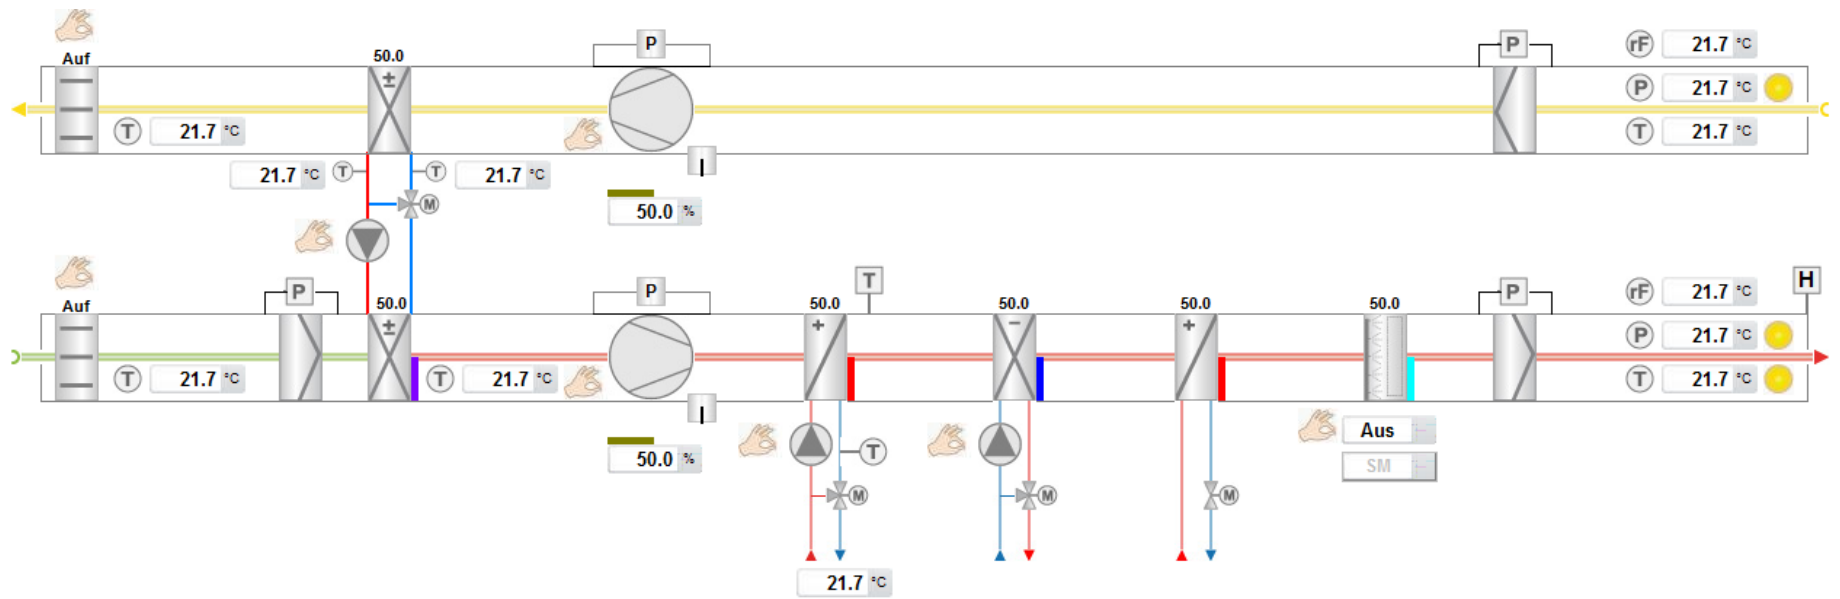 Auf
50.0
±
P
P
rF 21.7 °C
P 21.7 °C
T 21.7 °C
T 21.7 °C
21.7 °C T
T 21.7 °C
M
50.0 %
Auf
P
50.0
±
P
50.0
+
T
50.0
−
50.0
+
50.0
P
rF 21.7 °C
H
P 21.7 °C
T 21.7 °C
T 21.7 °C
T 21.7 °C
50.0 %
T
M
M
M
Aus
SM
21.7 °C